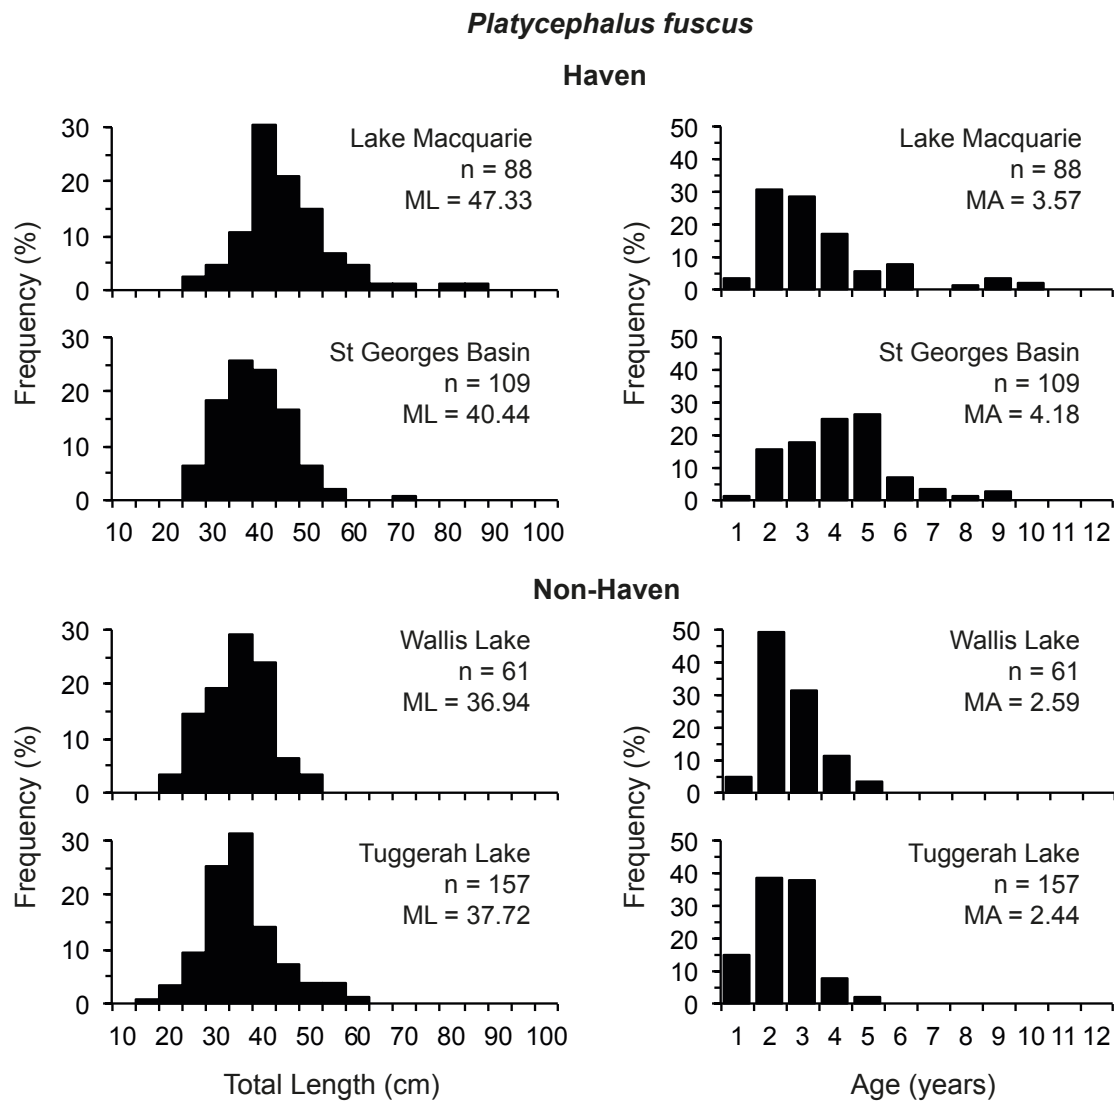 Platycephalus fuscus
Haven
Frequency (%)
30
20
10
0
Lake Macquarie
n = 88
ML = 47.33
50
40
30
20
10
0
Lake Macquarie
n = 88
MA = 3.57
30
20
10
0
St Georges Basin
n = 109
ML = 40.44
10 20 30 40 50 60 70 80 90 100
Frequency (%)
50
40
30
20
10
0
St Georges Basin
n = 109
MA = 4.18
1 2 3 4 5 6 7 8 9 10 11 12
Non-Haven
Frequency (%)
30
20
10
0
Wallis Lake
n = 61
ML = 36.94
50
40
30
20
10
0
Wallis Lake
n = 61
MA = 2.59
30
20
10
0
Tuggerah Lake
n = 157
ML = 37.72
10 20 30 40 50 60 70 80 90 100
Total Length (cm)
Frequency (%)
50
40
30
20
10
0
Tuggerah Lake
n = 157
MA = 2.44
1 2 3 4 5 6 7 8 9 10 11 12
Age (years)